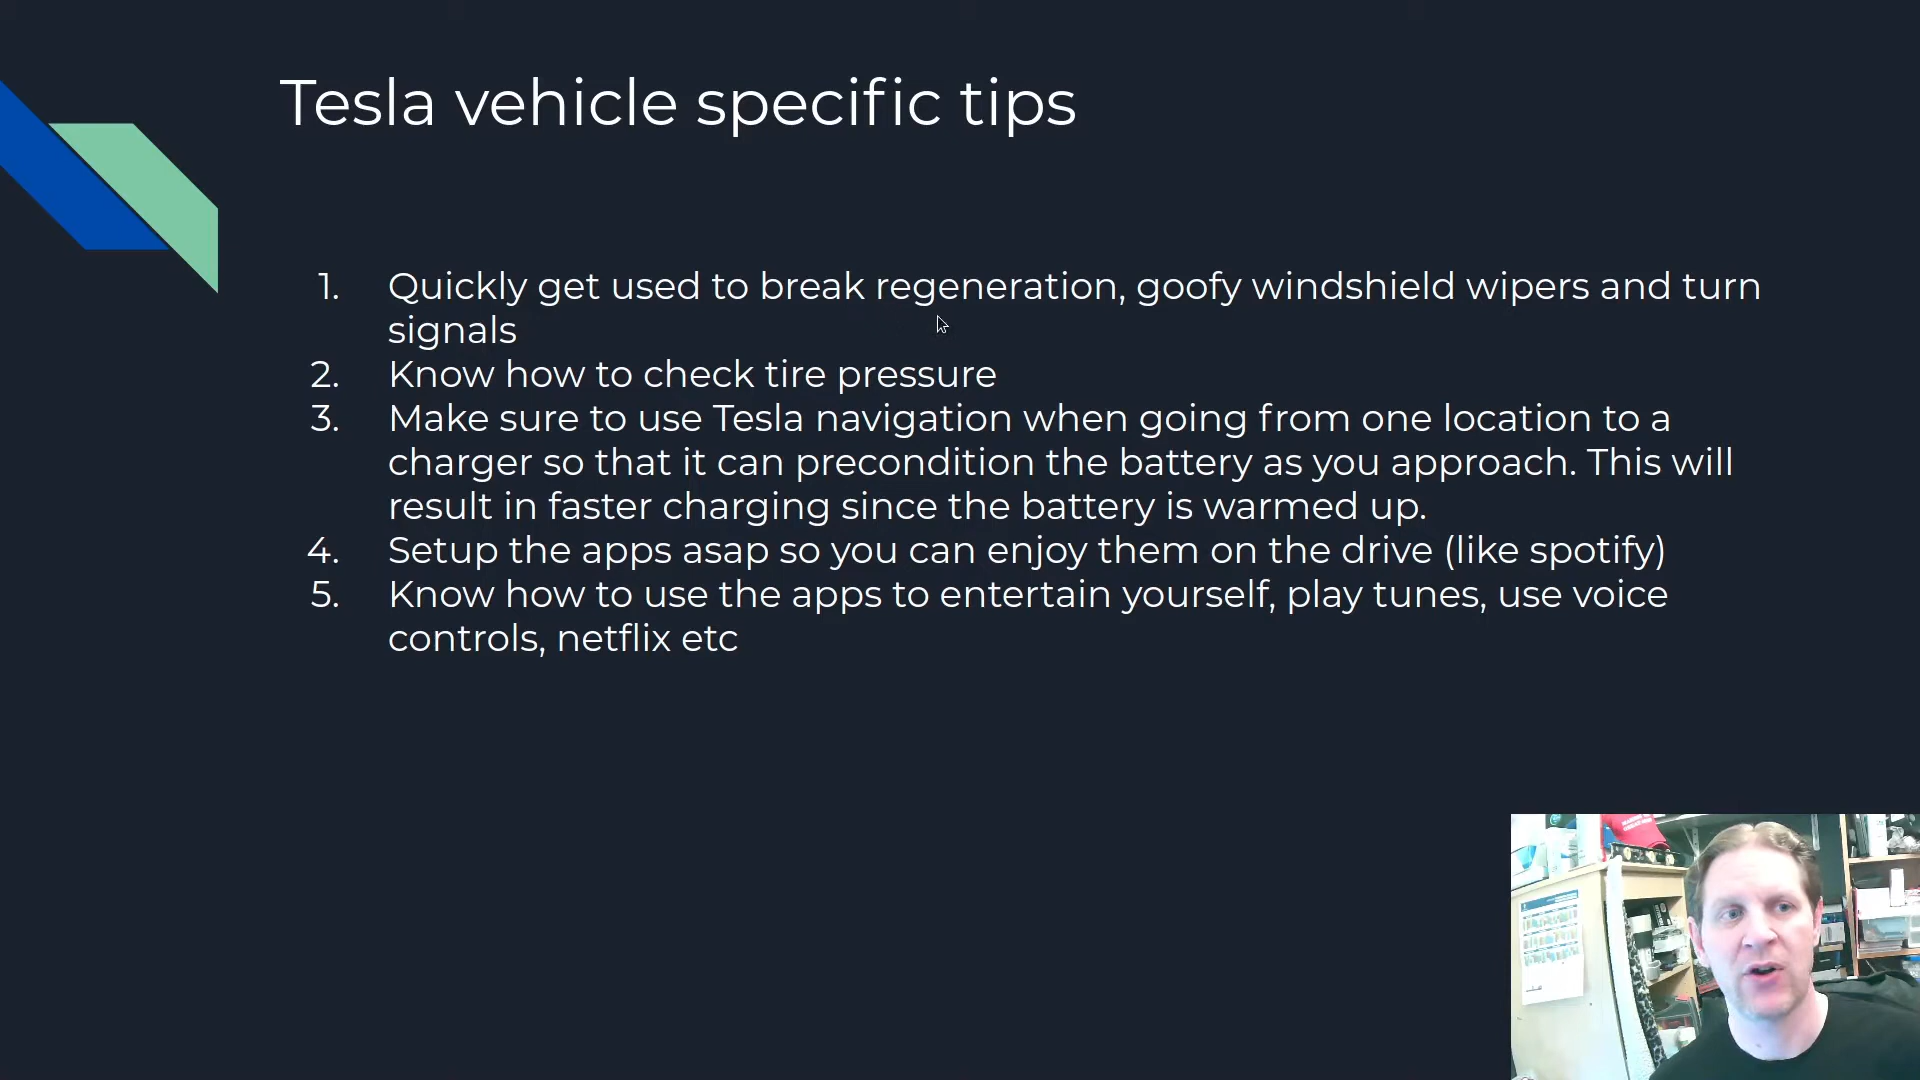 Tesla vehicle specific tips
1. Quickly get used to break regeneration, goofy windshield wipers and turn
signals
2. Know how to check tire pressure
3. Make sure to use Tesla navigation when going from one location to a
charger so that it can precondition the battery as you approach. This will
result in faster charging since the battery is warmed up.
4. Setup the apps asap so you can enjoy them on the drive (like spotify)
5. Know how to use the apps to entertain yourself, play tunes, use voice
controls, netflix etc